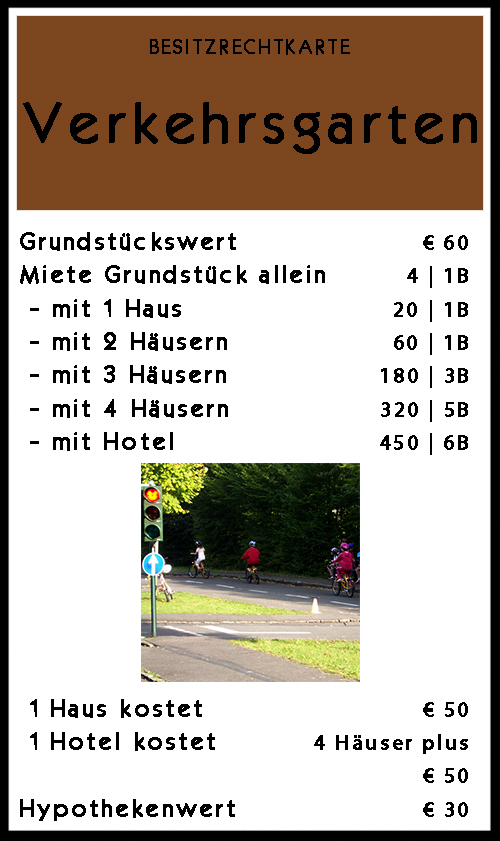 BESITZRECHTKARTE
Verkehrsgarten
Grundstückswert € 60
Miete Grundstück allein 4 | 1B
- mit 1 Haus 20 | 1B
- mit 2 Häusern 60 | 1B
- mit 3 Häusern 180 | 3B
- mit 4 Häusern 320 | 5B
- mit Hotel 450 | 6B
1 Haus kostet € 50
1 Hotel kostet 4 Häuser plus
€ 50
Hypothekenwert € 30